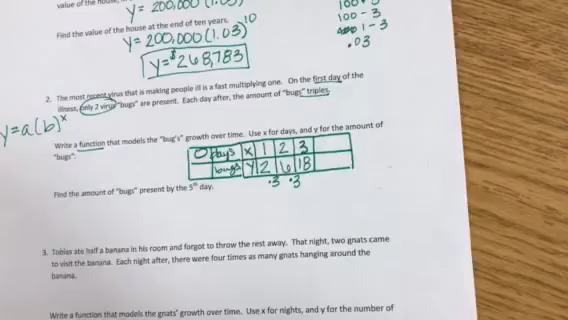 value of the house,
y = 200,000 (1.03)
Find the value of the house at the end of ten years.
y = 200,000 (1.03)^10
y = $268,783
100 + 3
100 - 3
1 - 3
.03
2. The most recent virus that is making people ill is a fast multiplying one. On the first day of the
illness, only 2 virus "bugs" are present. Each day after, the amount of "bugs" triples.
y = a(b)^x
Write a function that models the "bug's" growth over time. Use x for days, and y for the amount of
"bugs".
0 days x 1 2 3
bugs y 2 6 18
·3 ·3
Find the amount of "bugs" present by the 5th day.
3. Tobias ate half a banana in his room and forgot to throw the rest away. That night, two gnats came
to visit the banana. Each night after, there were four times as many gnats hanging around the
banana.
Write a function that models the gnats' growth over time. Use x for nights, and y for the number of